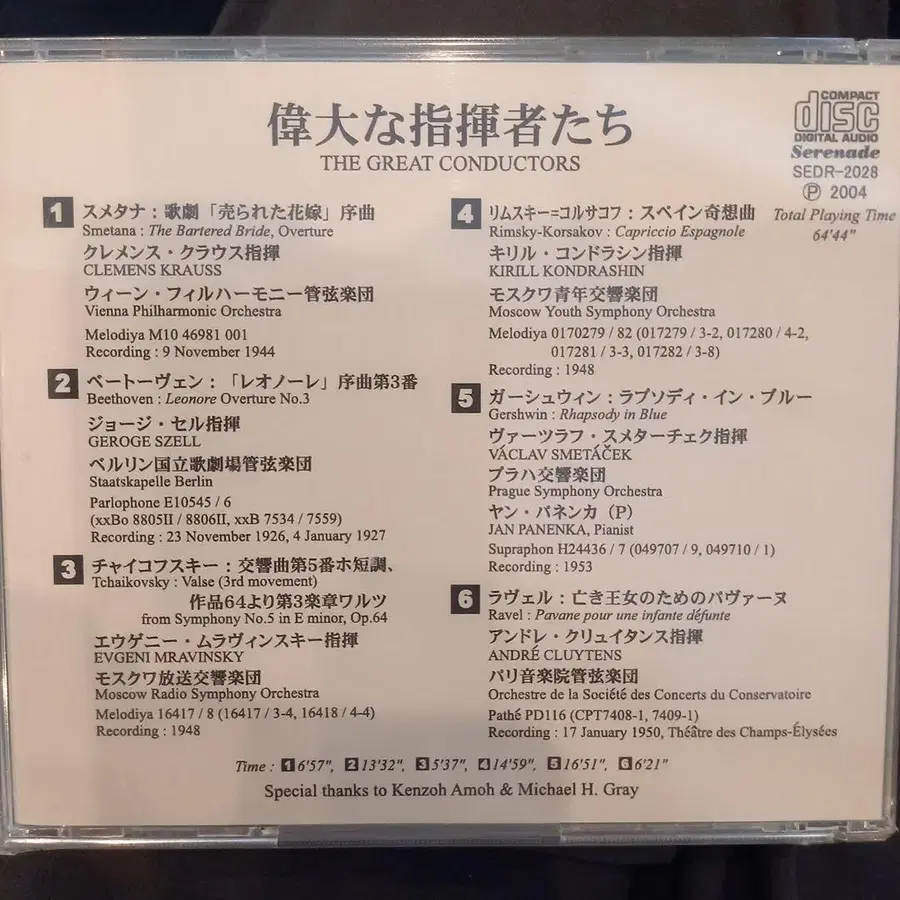 偉大な指揮者たち
THE GREAT CONDUCTORS
COMPACT
disc
DIGITAL AUDIO
Serenade
SEDR-2028
Ⓟ 2004
Total Playing Time
64'44"
1 スメタナ：歌劇「売られた花嫁」序曲
Smetana : The Bartered Bride, Overture
クレメンス・クラウス指揮
CLEMENS KRAUSS
ウィーン・フィルハーモニー管弦楽団
Vienna Philharmonic Orchestra
Melodiya M10 46981 001
Recording : 9 November 1944
2 ベートーヴェン：「レオノーレ」序曲第3番
Beethoven : Leonore Overture No.3
ジョージ・セル指揮
GEROGE SZELL
ベルリン国立歌劇場管弦楽団
Staatskapelle Berlin
Parlophone E10545 / 6
(xxBo 8805II / 8806II, xxB 7534 / 7559)
Recording : 23 November 1926, 4 January 1927
3 チャイコフスキー：交響曲第5番ホ短調、
Tchaikovsky : Valse (3rd movement)
作品64より第3楽章ワルツ
from Symphony No.5 in E minor, Op.64
エウゲニー・ムラヴィンスキー指揮
EVGENI MRAVINSKY
モスクワ放送交響楽団
Moscow Radio Symphony Orchestra
Melodiya 16417 / 8 (16417 / 3-4, 16418 / 4-4)
Recording : 1948
4 リムスキー=コルサコフ：スペイン奇想曲
Rimsky-Korsakov : Capriccio Espagnole
キリル・コンドラシン指揮
KIRILL KONDRASHIN
モスクワ青年交響楽団
Moscow Youth Symphony Orchestra
Melodiya 0170279 / 82 (017279 / 3-2, 017280 / 4-2,
017281 / 3-3, 017282 / 3-8)
Recording : 1948
5 ガーシュウィン：ラプソディ・イン・ブルー
Gershwin : Rhapsody in Blue
ヴァーツラフ・スメターチェク指揮
VÁCLAV SMETÁČEK
プラハ交響楽団
Prague Symphony Orchestra
ヤン・パネンカ（P）
JAN PANENKA, Pianist
Supraphon H24436 / 7 (049707 / 9, 049710 / 1)
Recording : 1953
6 ラヴェル：亡き王女のためのパヴァーヌ
Ravel : Pavane pour une infante défunte
アンドレ・クリュイタンス指揮
ANDRÉ CLUYTENS
パリ音楽院管弦楽団
Orchestre de la Société des Concerts du Conservatoire
Pathé PD116 (CPT7408-1, 7409-1)
Recording : 17 January 1950, Théâtre des Champs-Élysées
Time : 1 6'57", 2 13'32", 3 5'37", 4 14'59", 5 16'51", 6 6'21"
Special thanks to Kenzoh Amoh & Michael H. Gray